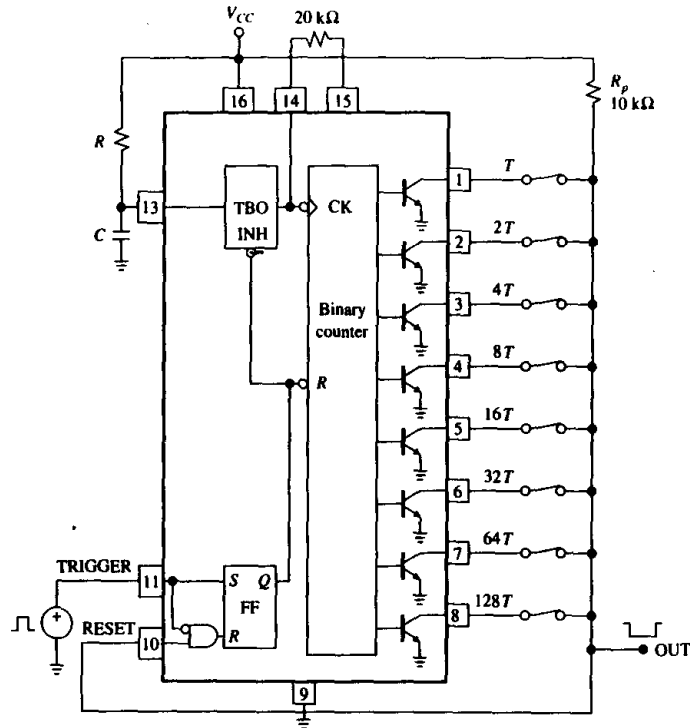 V_CC
20 kΩ
16
14
15
R_p
10 kΩ
R
1
T
13
TBO
CK
INH
C
2
2T
3
4T
Binary
counter
4
8T
R
5
16T
6
32T
7
64T
TRIGGER
11
S
Q
FF
8
128T
RESET
10
R
OUT
9